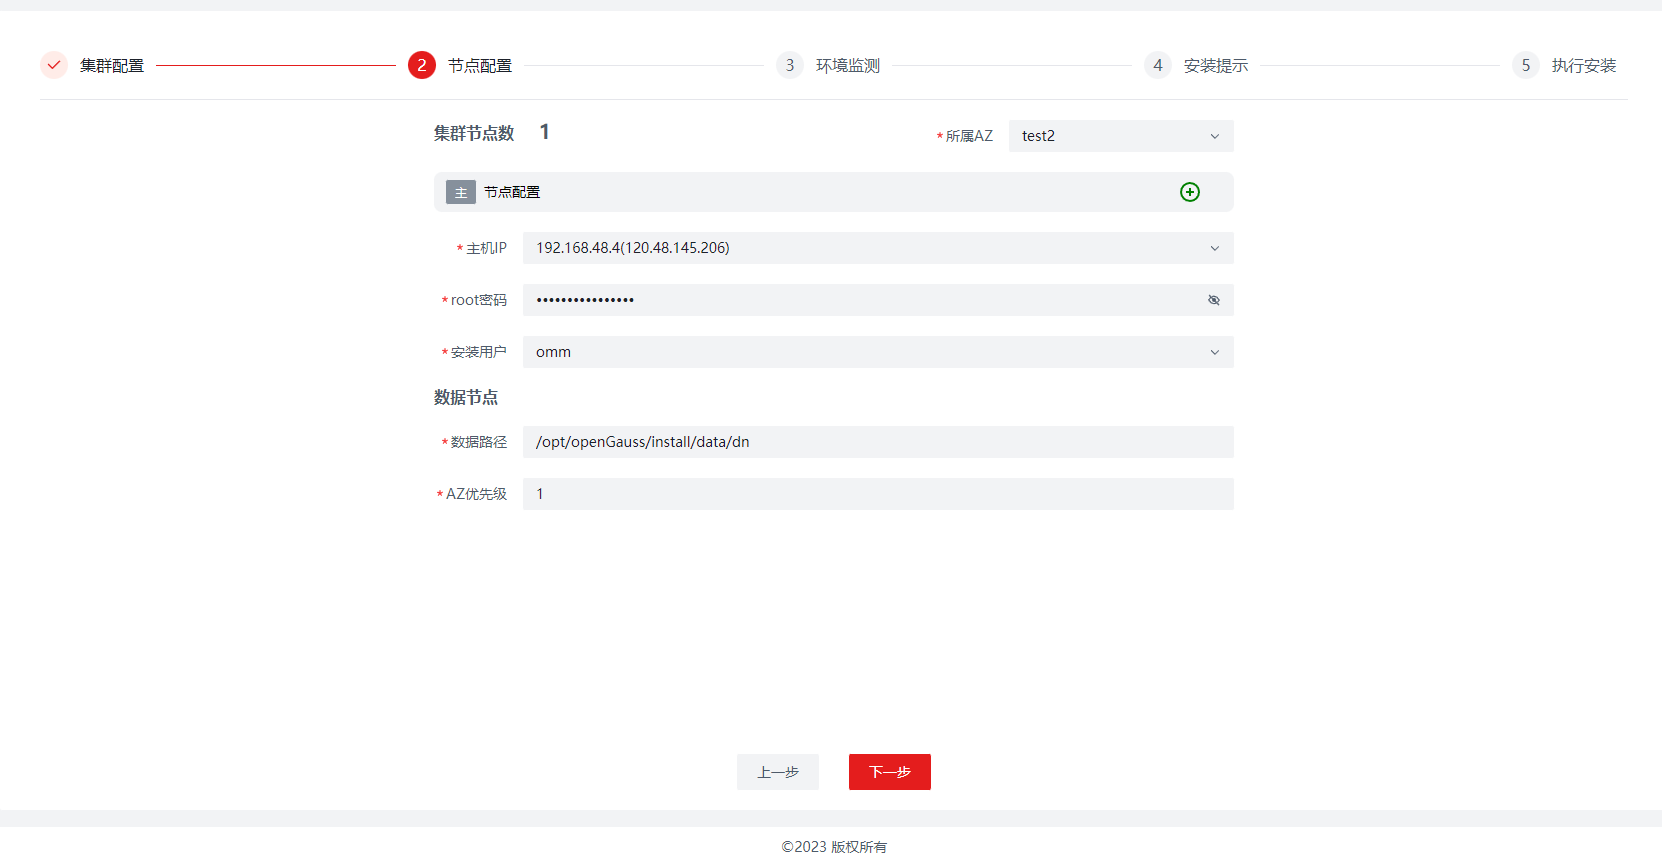 集群配置
2 节点配置
3 环境监测
4 安装提示
5 执行安装
集群节点数 1
*所属AZ test2
主 节点配置
*主机IP 192.168.48.4(120.48.145.206)
*root密码 ••••••••••••••••
*安装用户 omm
数据节点
*数据路径 /opt/openGauss/install/data/dn
*AZ优先级 1
上一步 下一步
©2023 版权所有